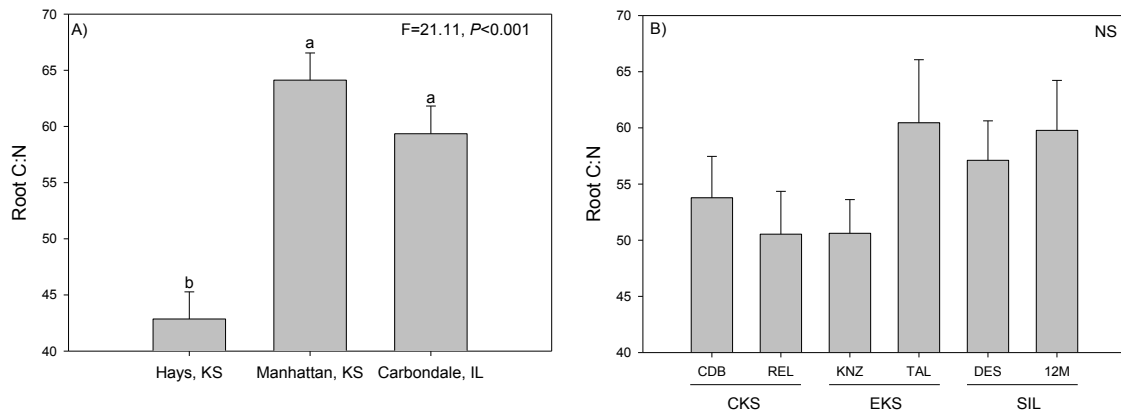 A)
F=21.11, P<0.001
Root C:N
70
65
60
55
50
45
40
b
a
a
Hays, KS Manhattan, KS Carbondale, IL
B)
NS
Root C:N
70
65
60
55
50
45
40
CDB REL KNZ TAL DES 12M
CKS EKS SIL